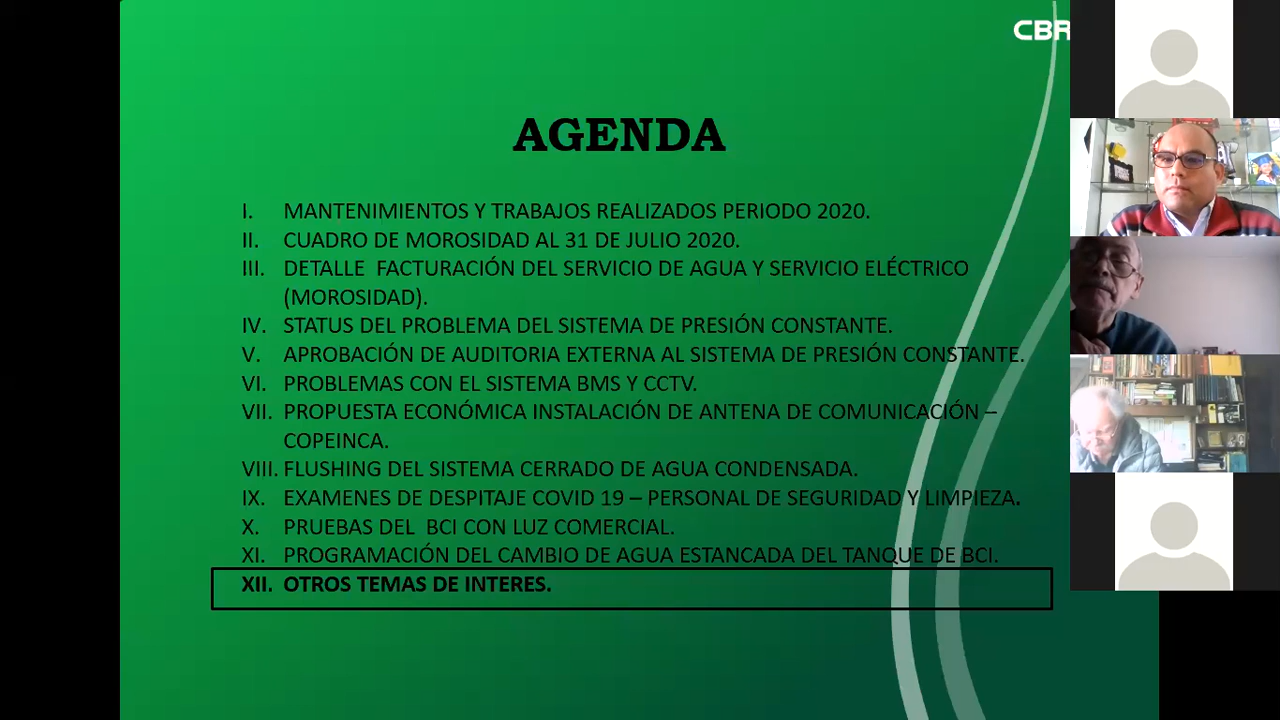 CBR
AGENDA
I. MANTENIMIENTOS Y TRABAJOS REALIZADOS PERIODO 2020.
II. CUADRO DE MOROSIDAD AL 31 DE JULIO 2020.
III. DETALLE FACTURACIÓN DEL SERVICIO DE AGUA Y SERVICIO ELÉCTRICO
(MOROSIDAD).
IV. STATUS DEL PROBLEMA DEL SISTEMA DE PRESIÓN CONSTANTE.
V. APROBACIÓN DE AUDITORIA EXTERNA AL SISTEMA DE PRESIÓN CONSTANTE.
VI. PROBLEMAS CON EL SISTEMA BMS Y CCTV.
VII. PROPUESTA ECONÓMICA INSTALACIÓN DE ANTENA DE COMUNICACIÓN –
COPEINCA.
VIII. FLUSHING DEL SISTEMA CERRADO DE AGUA CONDENSADA.
IX. EXAMENES DE DESPITAJE COVID 19 – PERSONAL DE SEGURIDAD Y LIMPIEZA.
X. PRUEBAS DEL BCI CON LUZ COMERCIAL.
XI. PROGRAMACIÓN DEL CAMBIO DE AGUA ESTANCADA DEL TANQUE DE BCI.
XII. OTROS TEMAS DE INTERES.